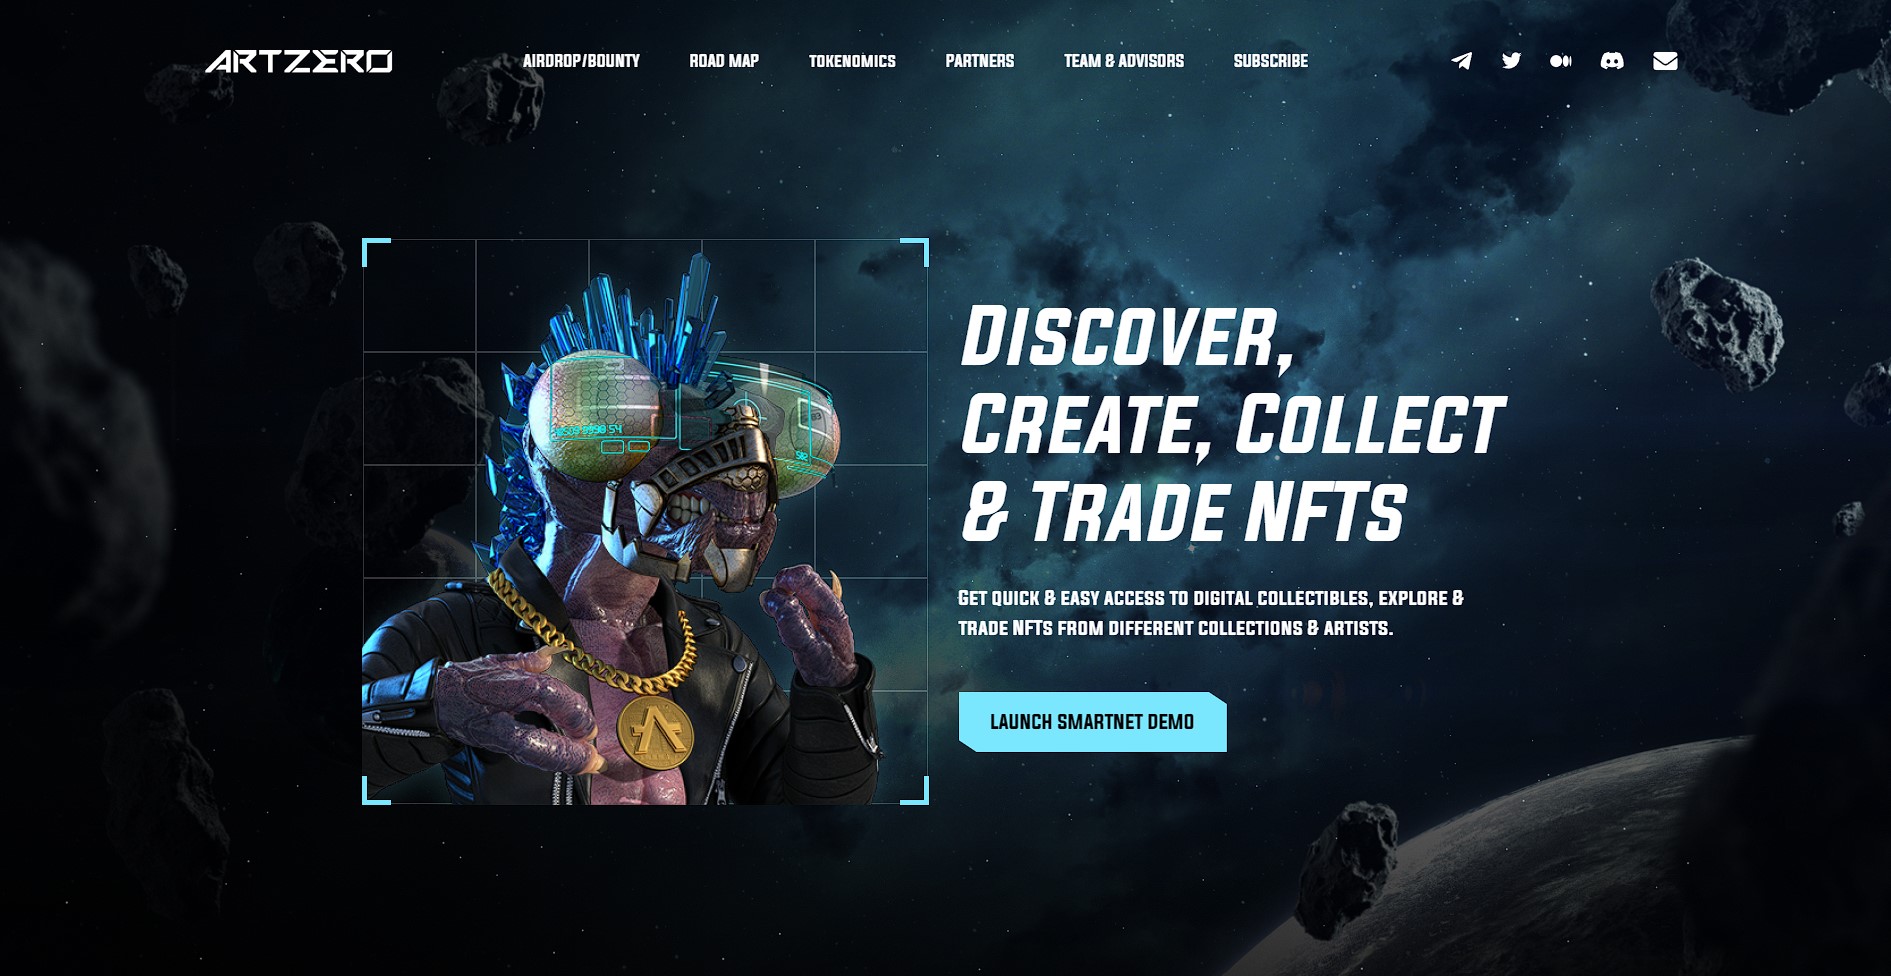 ARTZERO
AIRDROP/BOUNTY
ROAD MAP
TOKENOMICS
PARTNERS
TEAM & ADVISORS
SUBSCRIBE
DISCOVER,
CREATE, COLLECT
& TRADE NFTS
GET QUICK & EASY ACCESS TO DIGITAL COLLECTIBLES, EXPLORE &
TRADE NFTS FROM DIFFERENT COLLECTIONS & ARTISTS.
LAUNCH SMARTNET DEMO